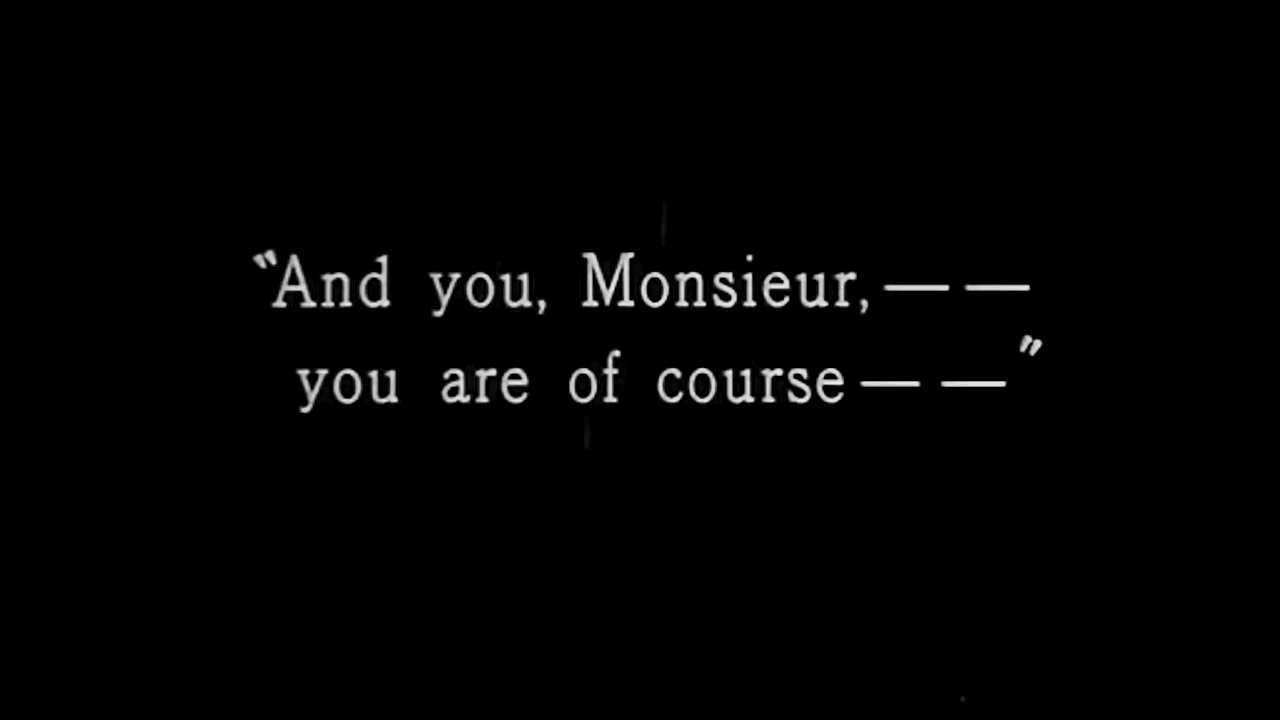 “And you, Monsieur, — —
you are of course — —”